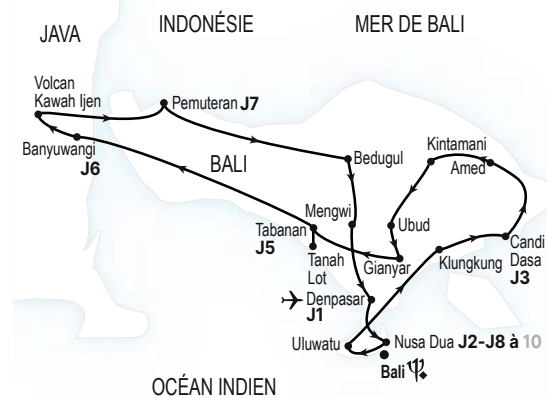 JAVA
INDONÉSIE
MER DE BALI
Volcan
Kawah Ijen
Pemuteran J7
Banyuwangi
J6
BALI
Bedugul
Kintamani
Amed
Mengwi
Ubud
Tabanan
J5
Tanah
Lot
Gianyar
Klungkung
Candi
Dasa
J3
Denpasar
J1
Uluwatu
Nusa Dua J2-J8 à 10
Bali
OCÉAN INDIEN